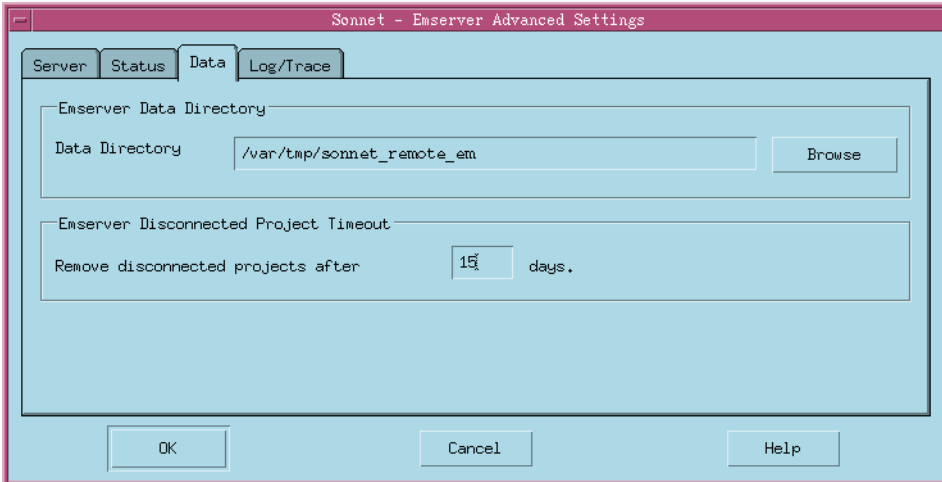 Sonnet - Emserver Advanced Settings
Server Status Data Log/Trace
Emserver Data Directory
Data Directory /var/tmp/sonnet_remote_em Browse
Emserver Disconnected Project Timeout
Remove disconnected projects after 15 days.
OK Cancel Help